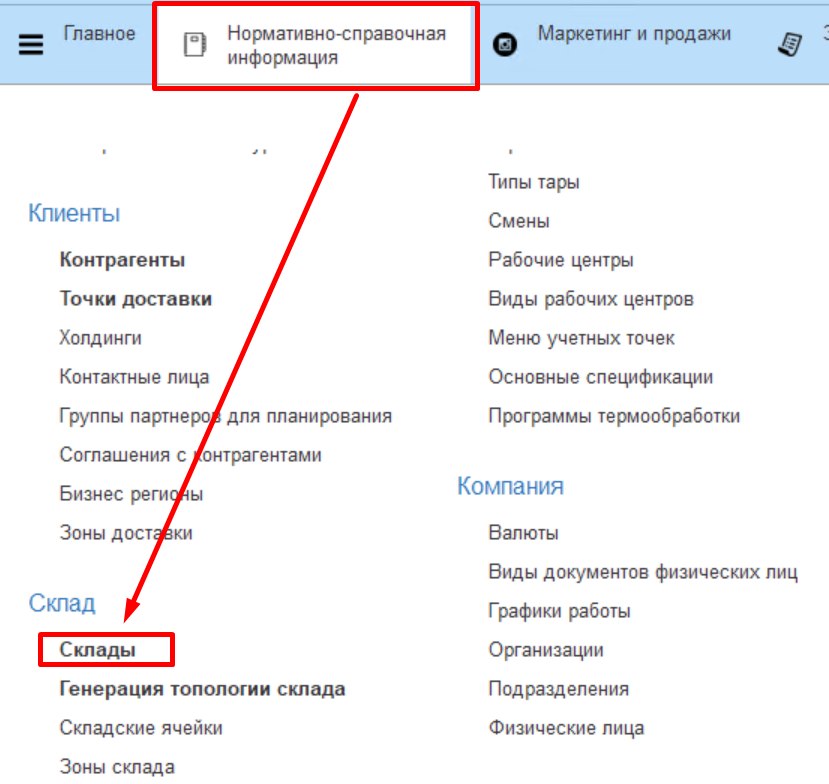 Главное
Нормативно-справочная
информация
Маркетинг и продажи
Клиенты
Контрагенты
Точки доставки
Холдинги
Контактные лица
Группы партнеров для планирования
Соглашения с контрагентами
Бизнес регионы
Зоны доставки
Склад
Склады
Генерация топологии склада
Складские ячейки
Зоны склада
Типы тары
Смены
Рабочие центры
Виды рабочих центров
Меню учетных точек
Основные спецификации
Программы термообработки
Компания
Валюты
Виды документов физических лиц
Графики работы
Организации
Подразделения
Физические лица